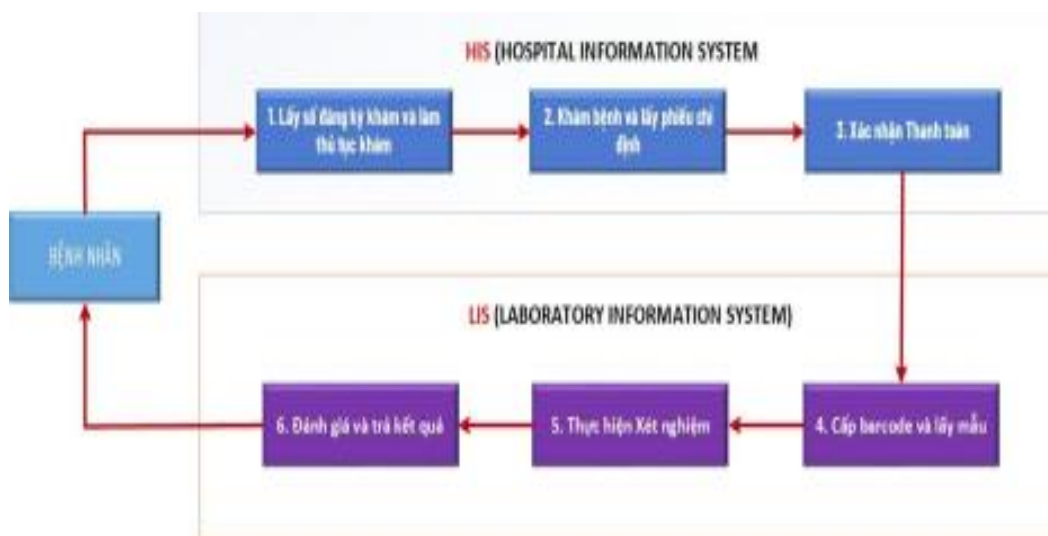 HIS (HOSPITAL INFORMATION SYSTEM
1. Lấy số đăng ký khám và làm
thủ tục khám
2. Khám bệnh và lấy phiếu chỉ
định
3. Xác nhận Thanh toán
BỆNH NHÂN
LIS (LABORATORY INFORMATION SYSTEM)
6. Đánh giá và trả kết quả
5. Thực hiện Xét nghiệm
4. Cấp barcode và lấy mẫu